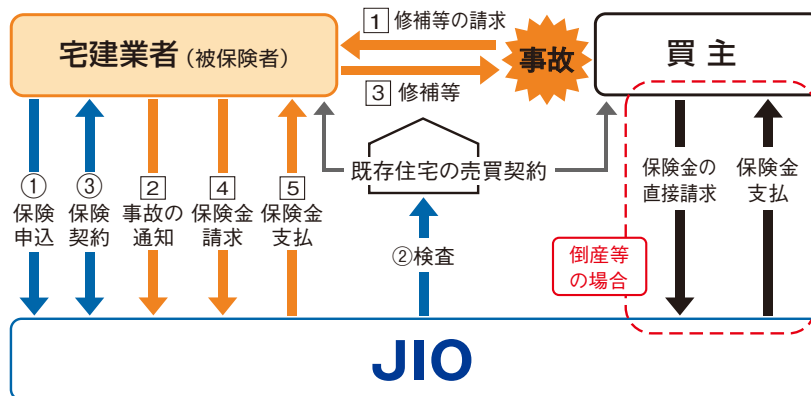 1 修補等の請求
宅建業者(被保険者)
事故
買主
3 修補等
既存住宅の売買契約
①
保険
申込
③
保険
契約
2
事故の
通知
4
保険金
請求
5
保険金
支払
②検査
保険金の
直接請求
保険金
支払
倒産等
の場合
JIO